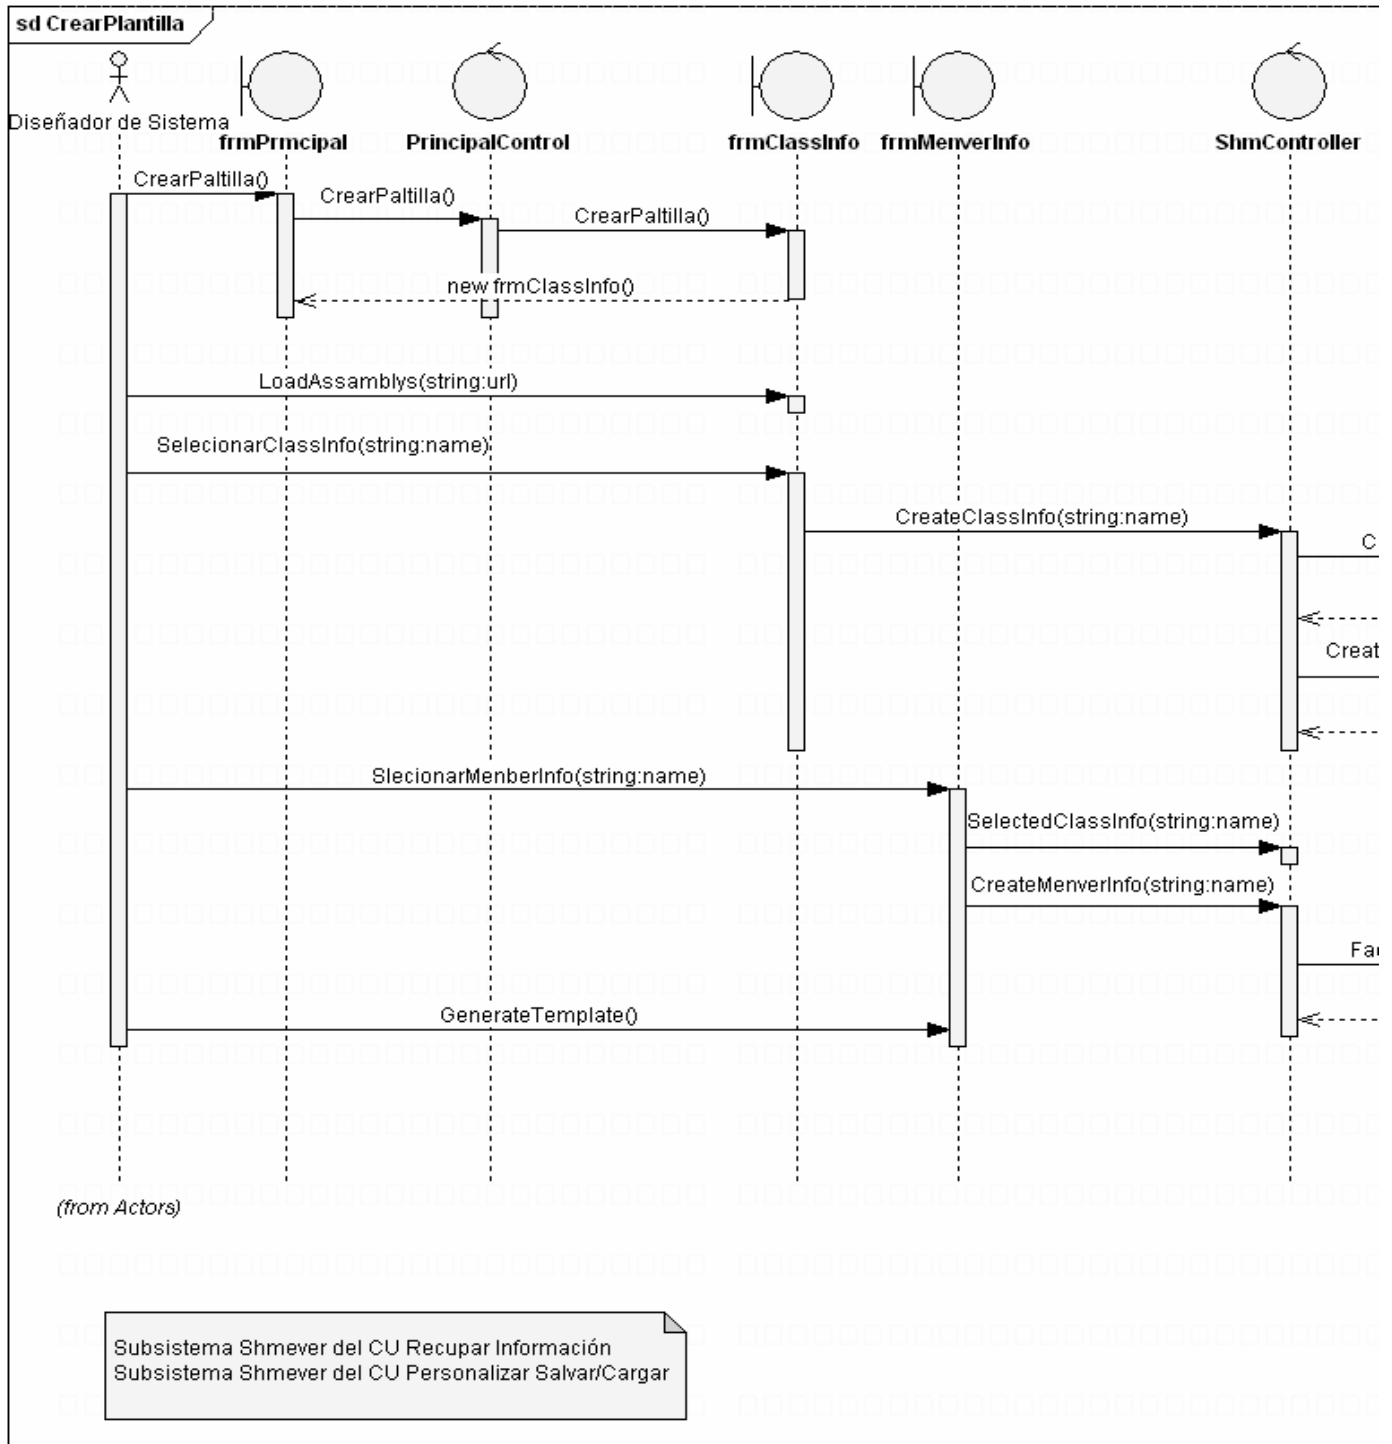 sd CrearPlantilla
Diseñador de Sistema
frmPrmcipal
PrincipalControl
frmClassInfo
frmMenverInfo
ShmController
CrearPaltilla()
CrearPaltilla()
CrearPaltilla()
new frmClassInfo()
LoadAssamblys(string:url)
SelecionarClassInfo(string:name)
CreateClassInfo(string:name)
C
Creat
SlecionarMenberInfo(string:name)
SelectedClassInfo(string:name)
CreateMenverInfo(string:name)
Fac
GenerateTemplate()
(from Actors)
Subsistema Shmever del CU Recupar Información
Subsistema Shmever del CU Personalizar Salvar/Cargar